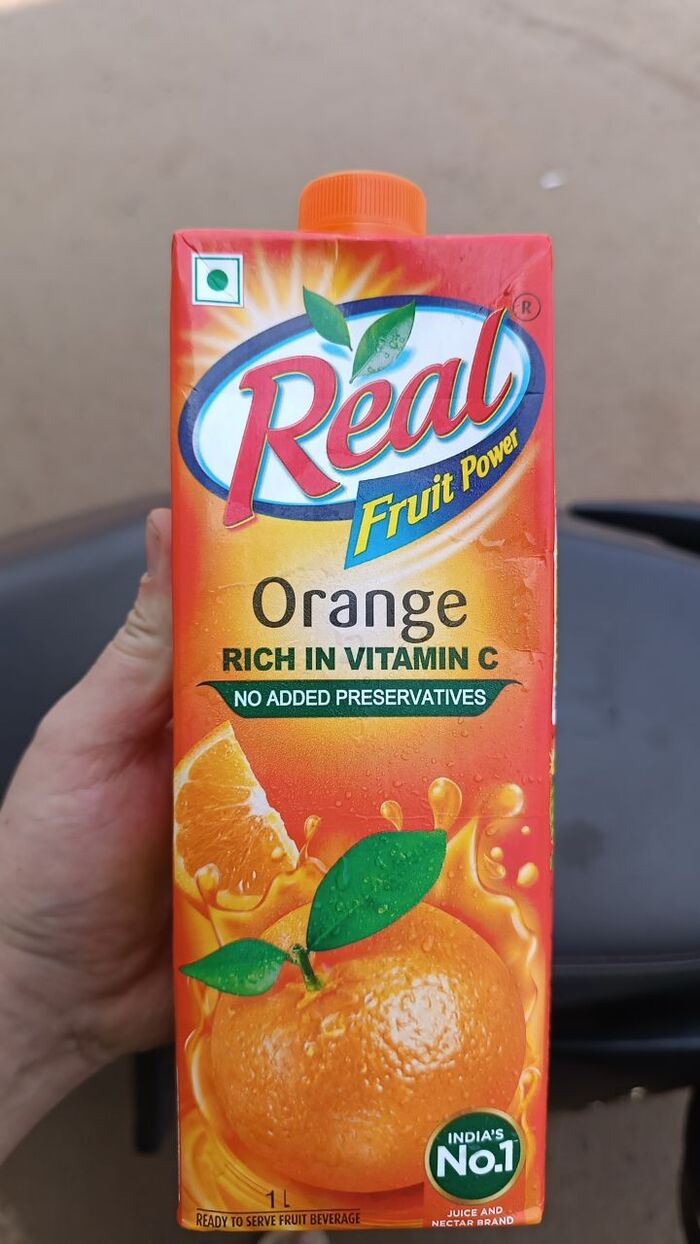 Real
®
Fruit Power
Orange
RICH IN VITAMIN C
NO ADDED PRESERVATIVES
INDIA'S
No.1
JUICE AND
NECTAR BRAND
1 L
READY TO SERVE FRUIT BEVERAGE